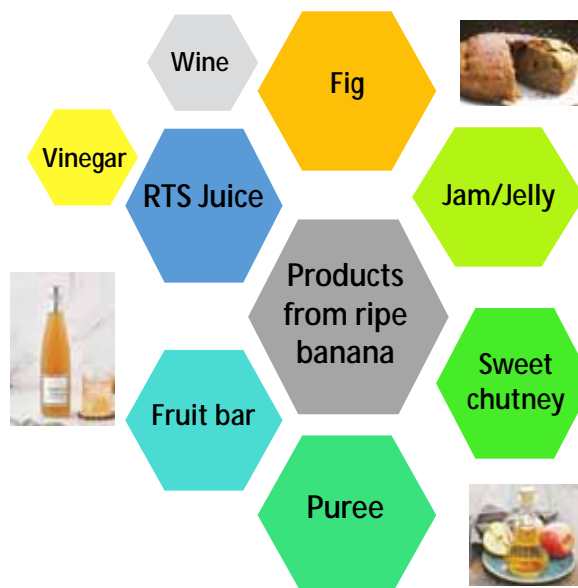 Wine
Fig
Vinegar
RTS Juice
Jam/Jelly
Products
from ripe
banana
Sweet
chutney
Fruit bar
Puree